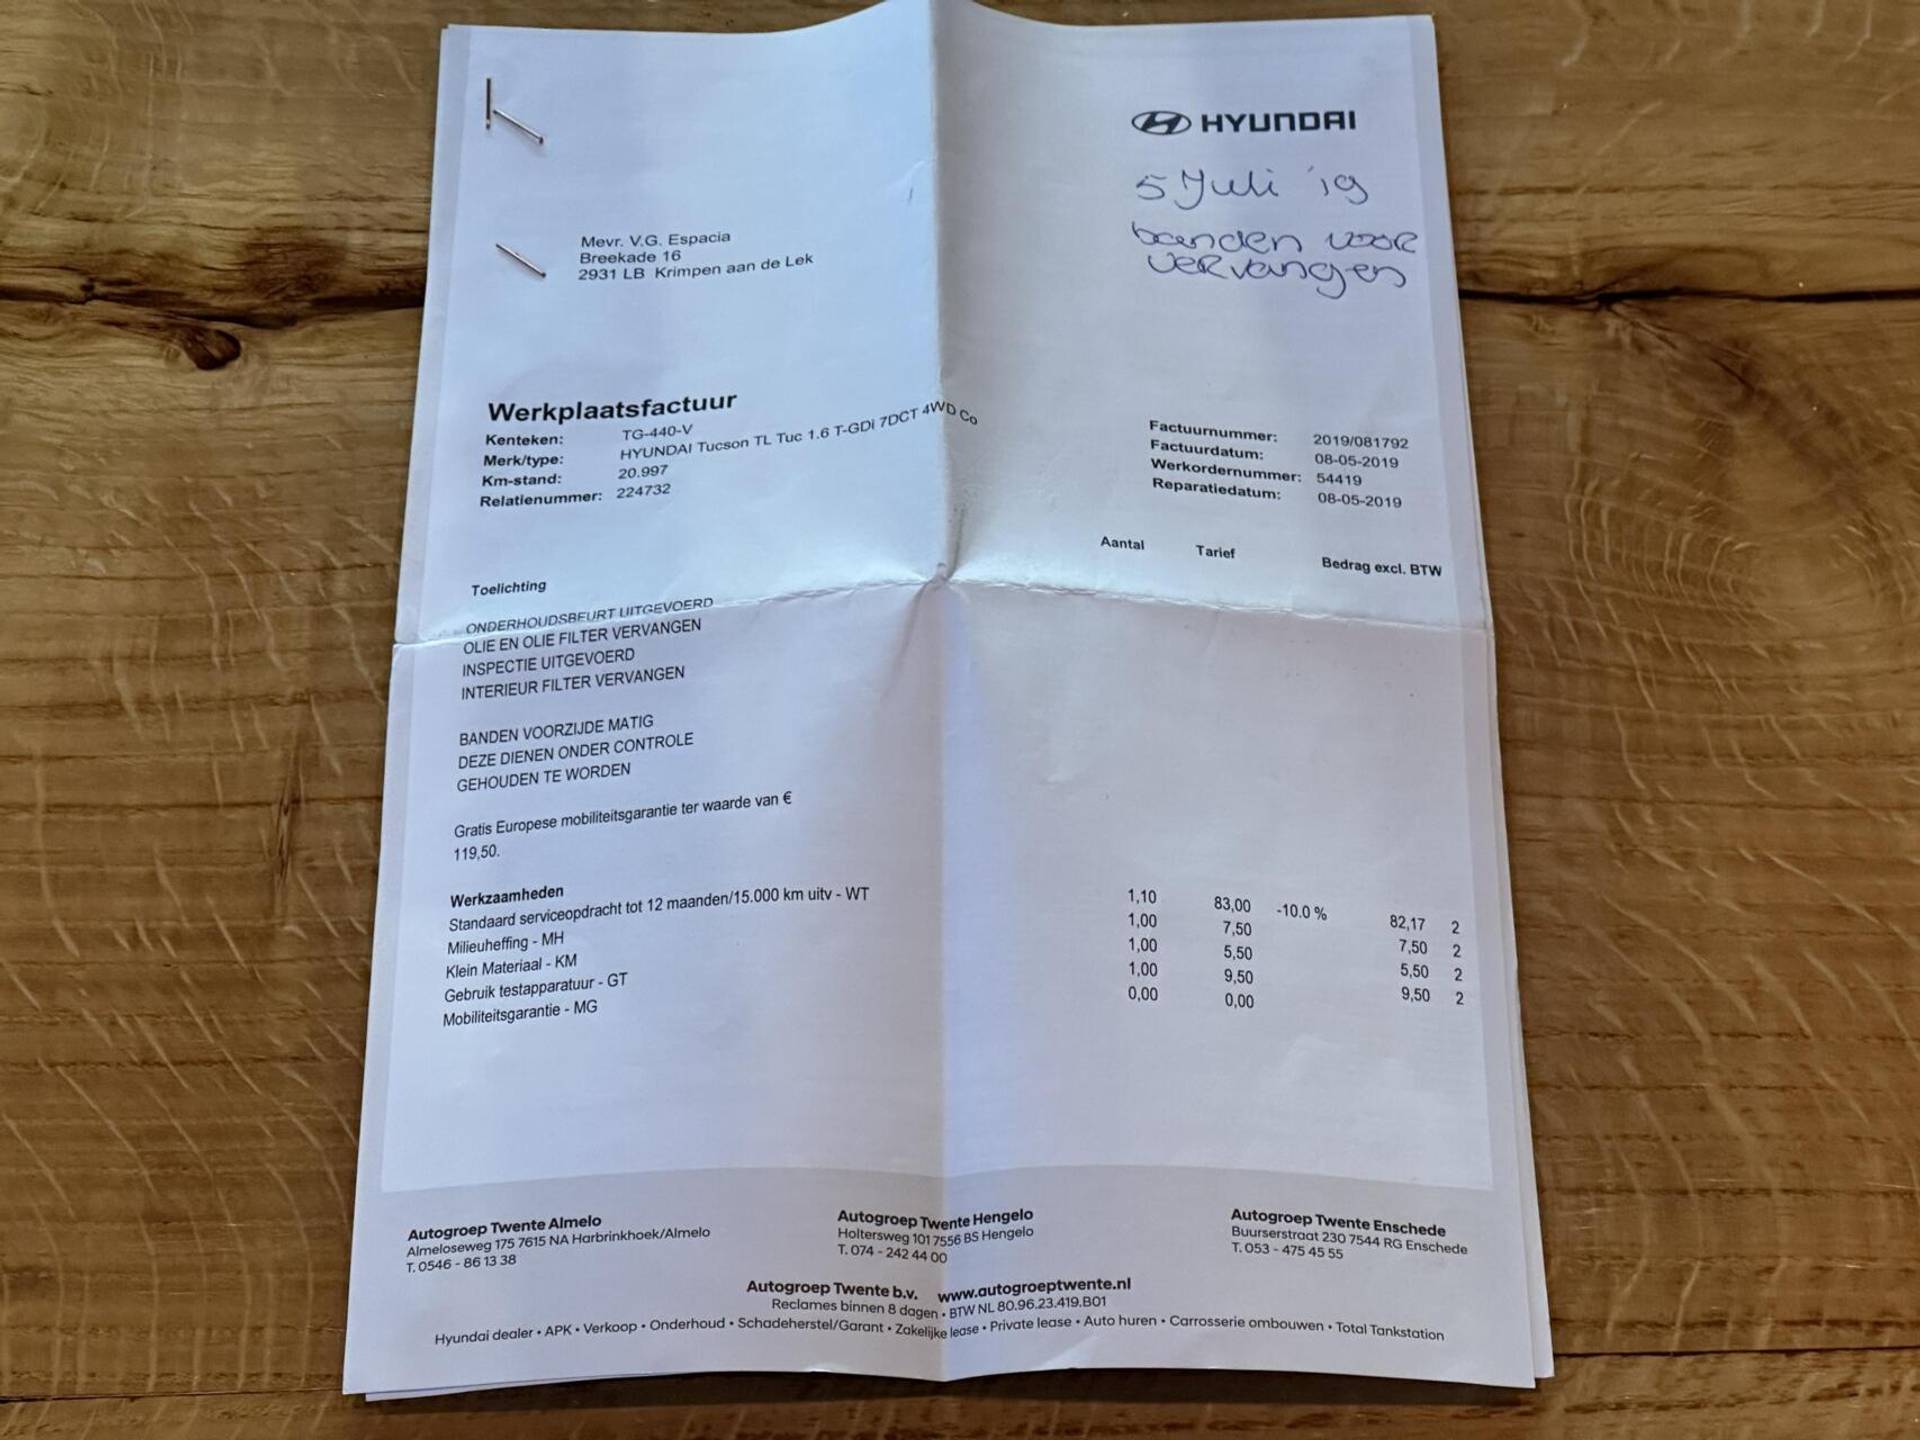 HYUNDAI
5 Juli '19
banden voor
vervangen
Mevr. V.G. Espacia
Breekade 16
2931 LB Krimpen aan de Lek
Werkplaatsfactuur
Kenteken: TG-440-V
Merk/type: HYUNDAI Tucson TL Tuc 1.6 T-GDi 7DCT 4WD Co
Km-stand: 20.997
Relatienummer: 224732
Factuurnummer: 2019/081792
Factuurdatum: 08-05-2019
Werkordernummer: 54419
Reparatiedatum: 08-05-2019
Toelichting Aantal Tarief Bedrag excl. BTW
ONDERHOUDSBEURT UITGEVOERD
OLIE EN OLIE FILTER VERVANGEN
INSPECTIE UITGEVOERD
INTERIEUR FILTER VERVANGEN
BANDEN VOORZIJDE MATIG
DEZE DIENEN ONDER CONTROLE
GEHOUDEN TE WORDEN
Gratis Europese mobiliteitsgarantie ter waarde van €
119,50.
Werkzaamheden
Standaard serviceopdracht tot 12 maanden/15.000 km uitv - WT 1,10 83,00 -10.0 % 82,17 2
Milieuheffing - MH 1,00 7,50 7,50 2
Klein Materiaal - KM 1,00 5,50 5,50 2
Gebruik testapparatuur - GT 1,00 9,50 9,50 2
Mobiliteitsgarantie - MG 0,00 0,00
Autogroep Twente Almelo
Almeloseweg 175 7615 NA Harbrinkhoek/Almelo
T. 0546 - 86 13 38
Autogroep Twente Hengelo
Holtersweg 101 7556 BS Hengelo
T. 074 - 242 44 00
Autogroep Twente Enschede
Buurserstraat 230 7544 RG Enschede
T. 053 - 475 45 55
Autogroep Twente b.v. www.autogroeptwente.nl
Reclames binnen 8 dagen • BTW NL 80.96.23.419.B01
Hyundai dealer • APK • Verkoop • Onderhoud • Schadeherstel/Garant • Zakelijke lease • Private lease • Auto huren • Carrosserie ombouwen • Total Tankstation